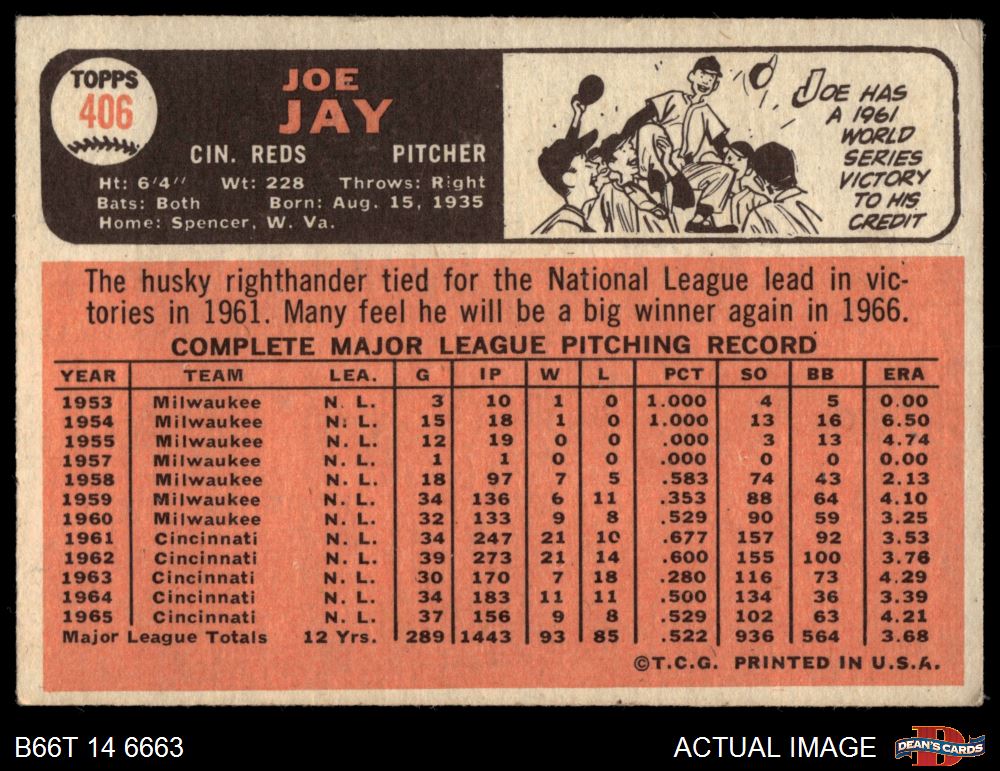 TOPPS
406
JOE
JAY
CIN. REDS PITCHER
Ht: 6'4" Wt: 228 Throws: Right
Bats: Both Born: Aug. 15, 1935
Home: Spencer, W. Va.
JOE HAS
A 1961
WORLD
SERIES
VICTORY
TO HIS
CREDIT
The husky righthander tied for the National League lead in vic-
tories in 1961. Many feel he will be a big winner again in 1966.
COMPLETE MAJOR LEAGUE PITCHING RECORD
YEAR TEAM LEA. G IP W L PCT SO BB ERA
1953 Milwaukee N. L. 3 10 1 0 1.000 4 5 0.00
1954 Milwaukee N. L. 15 18 1 0 1.000 13 16 6.50
1955 Milwaukee N. L. 12 19 0 0 .000 3 13 4.74
1957 Milwaukee N. L. 1 1 0 0 .000 0 0 0.00
1958 Milwaukee N. L. 18 97 7 5 .583 74 43 2.13
1959 Milwaukee N. L. 34 136 6 11 .353 88 64 4.10
1960 Milwaukee N. L. 32 133 9 8 .529 90 59 3.25
1961 Cincinnati N. L. 34 247 21 10 .677 157 92 3.53
1962 Cincinnati N. L. 39 273 21 14 .600 155 100 3.76
1963 Cincinnati N. L. 30 170 7 18 .280 116 73 4.29
1964 Cincinnati N. L. 34 183 11 11 .500 134 36 3.39
1965 Cincinnati N. L. 37 156 9 8 .529 102 63 4.21
Major League Totals 12 Yrs. 289 1443 93 85 .522 936 564 3.68
©T.C.G. PRINTED IN U.S.A.
B66T 14 6663 ACTUAL IMAGE DEAN'S CARDS